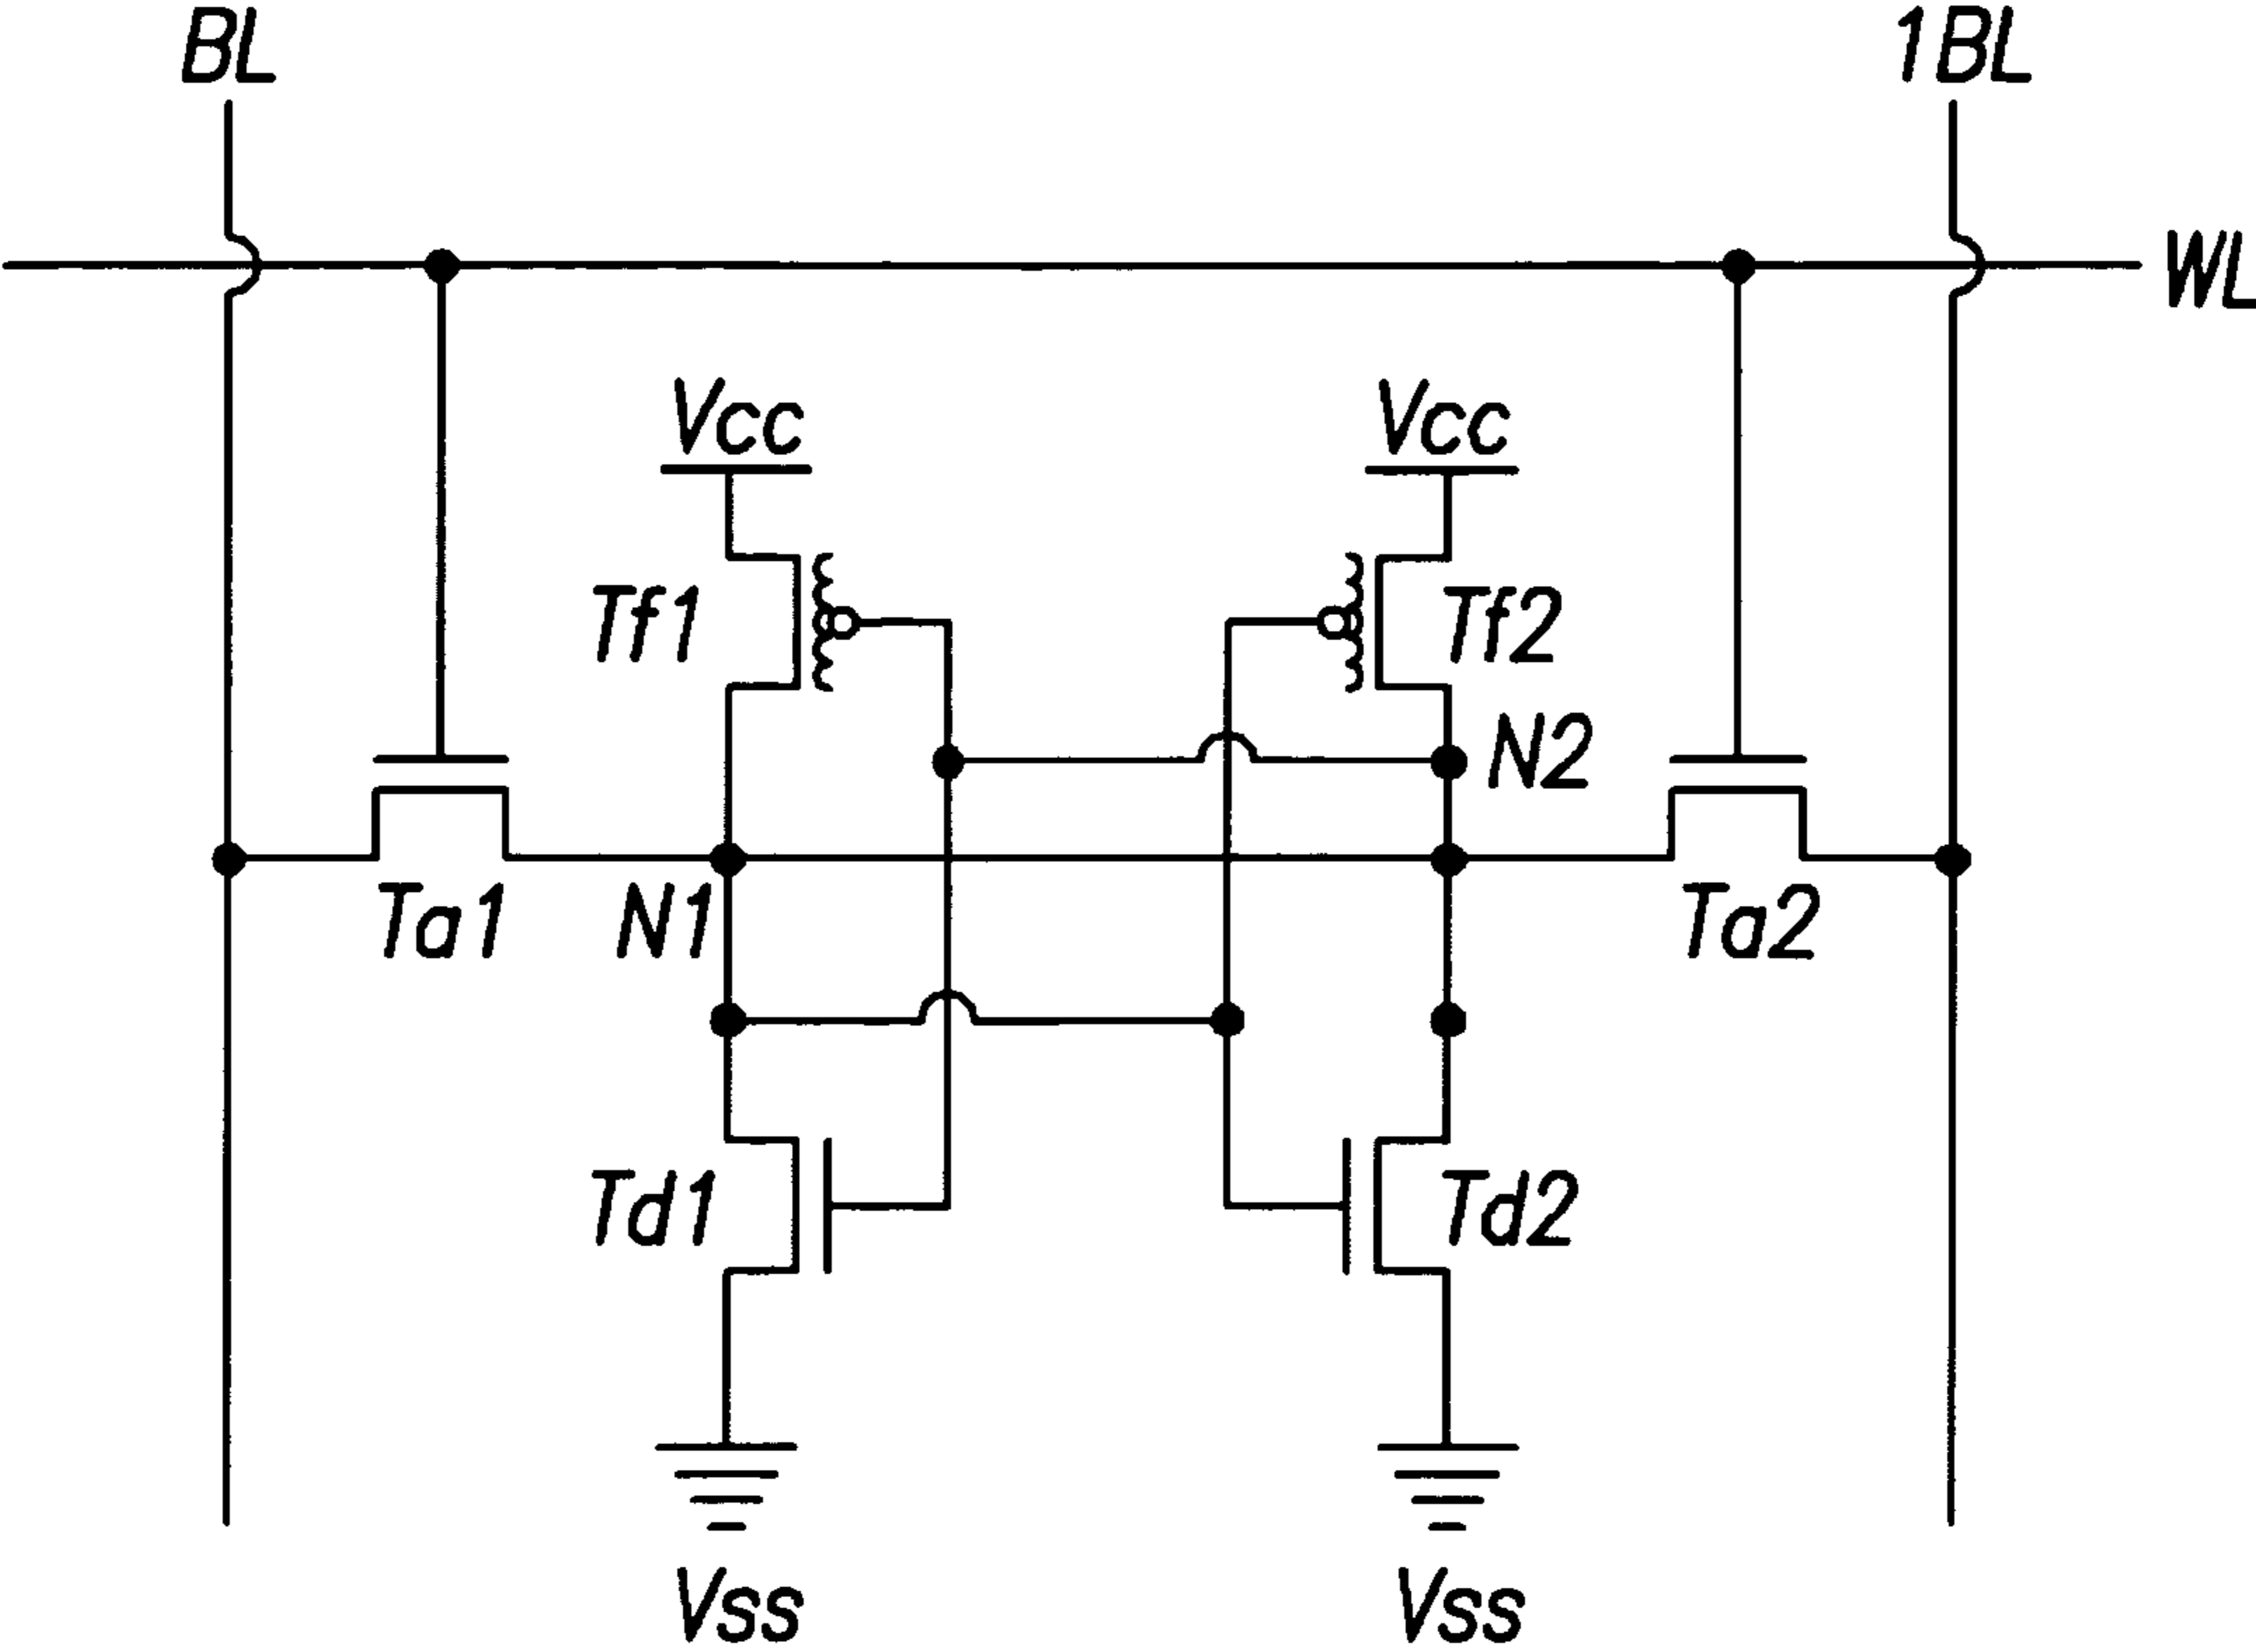 BL
1BL
WL
Vcc
Vcc
Tf1
Tf2
N2
Ta1
N1
Ta2
Td1
Td2
Vss
Vss